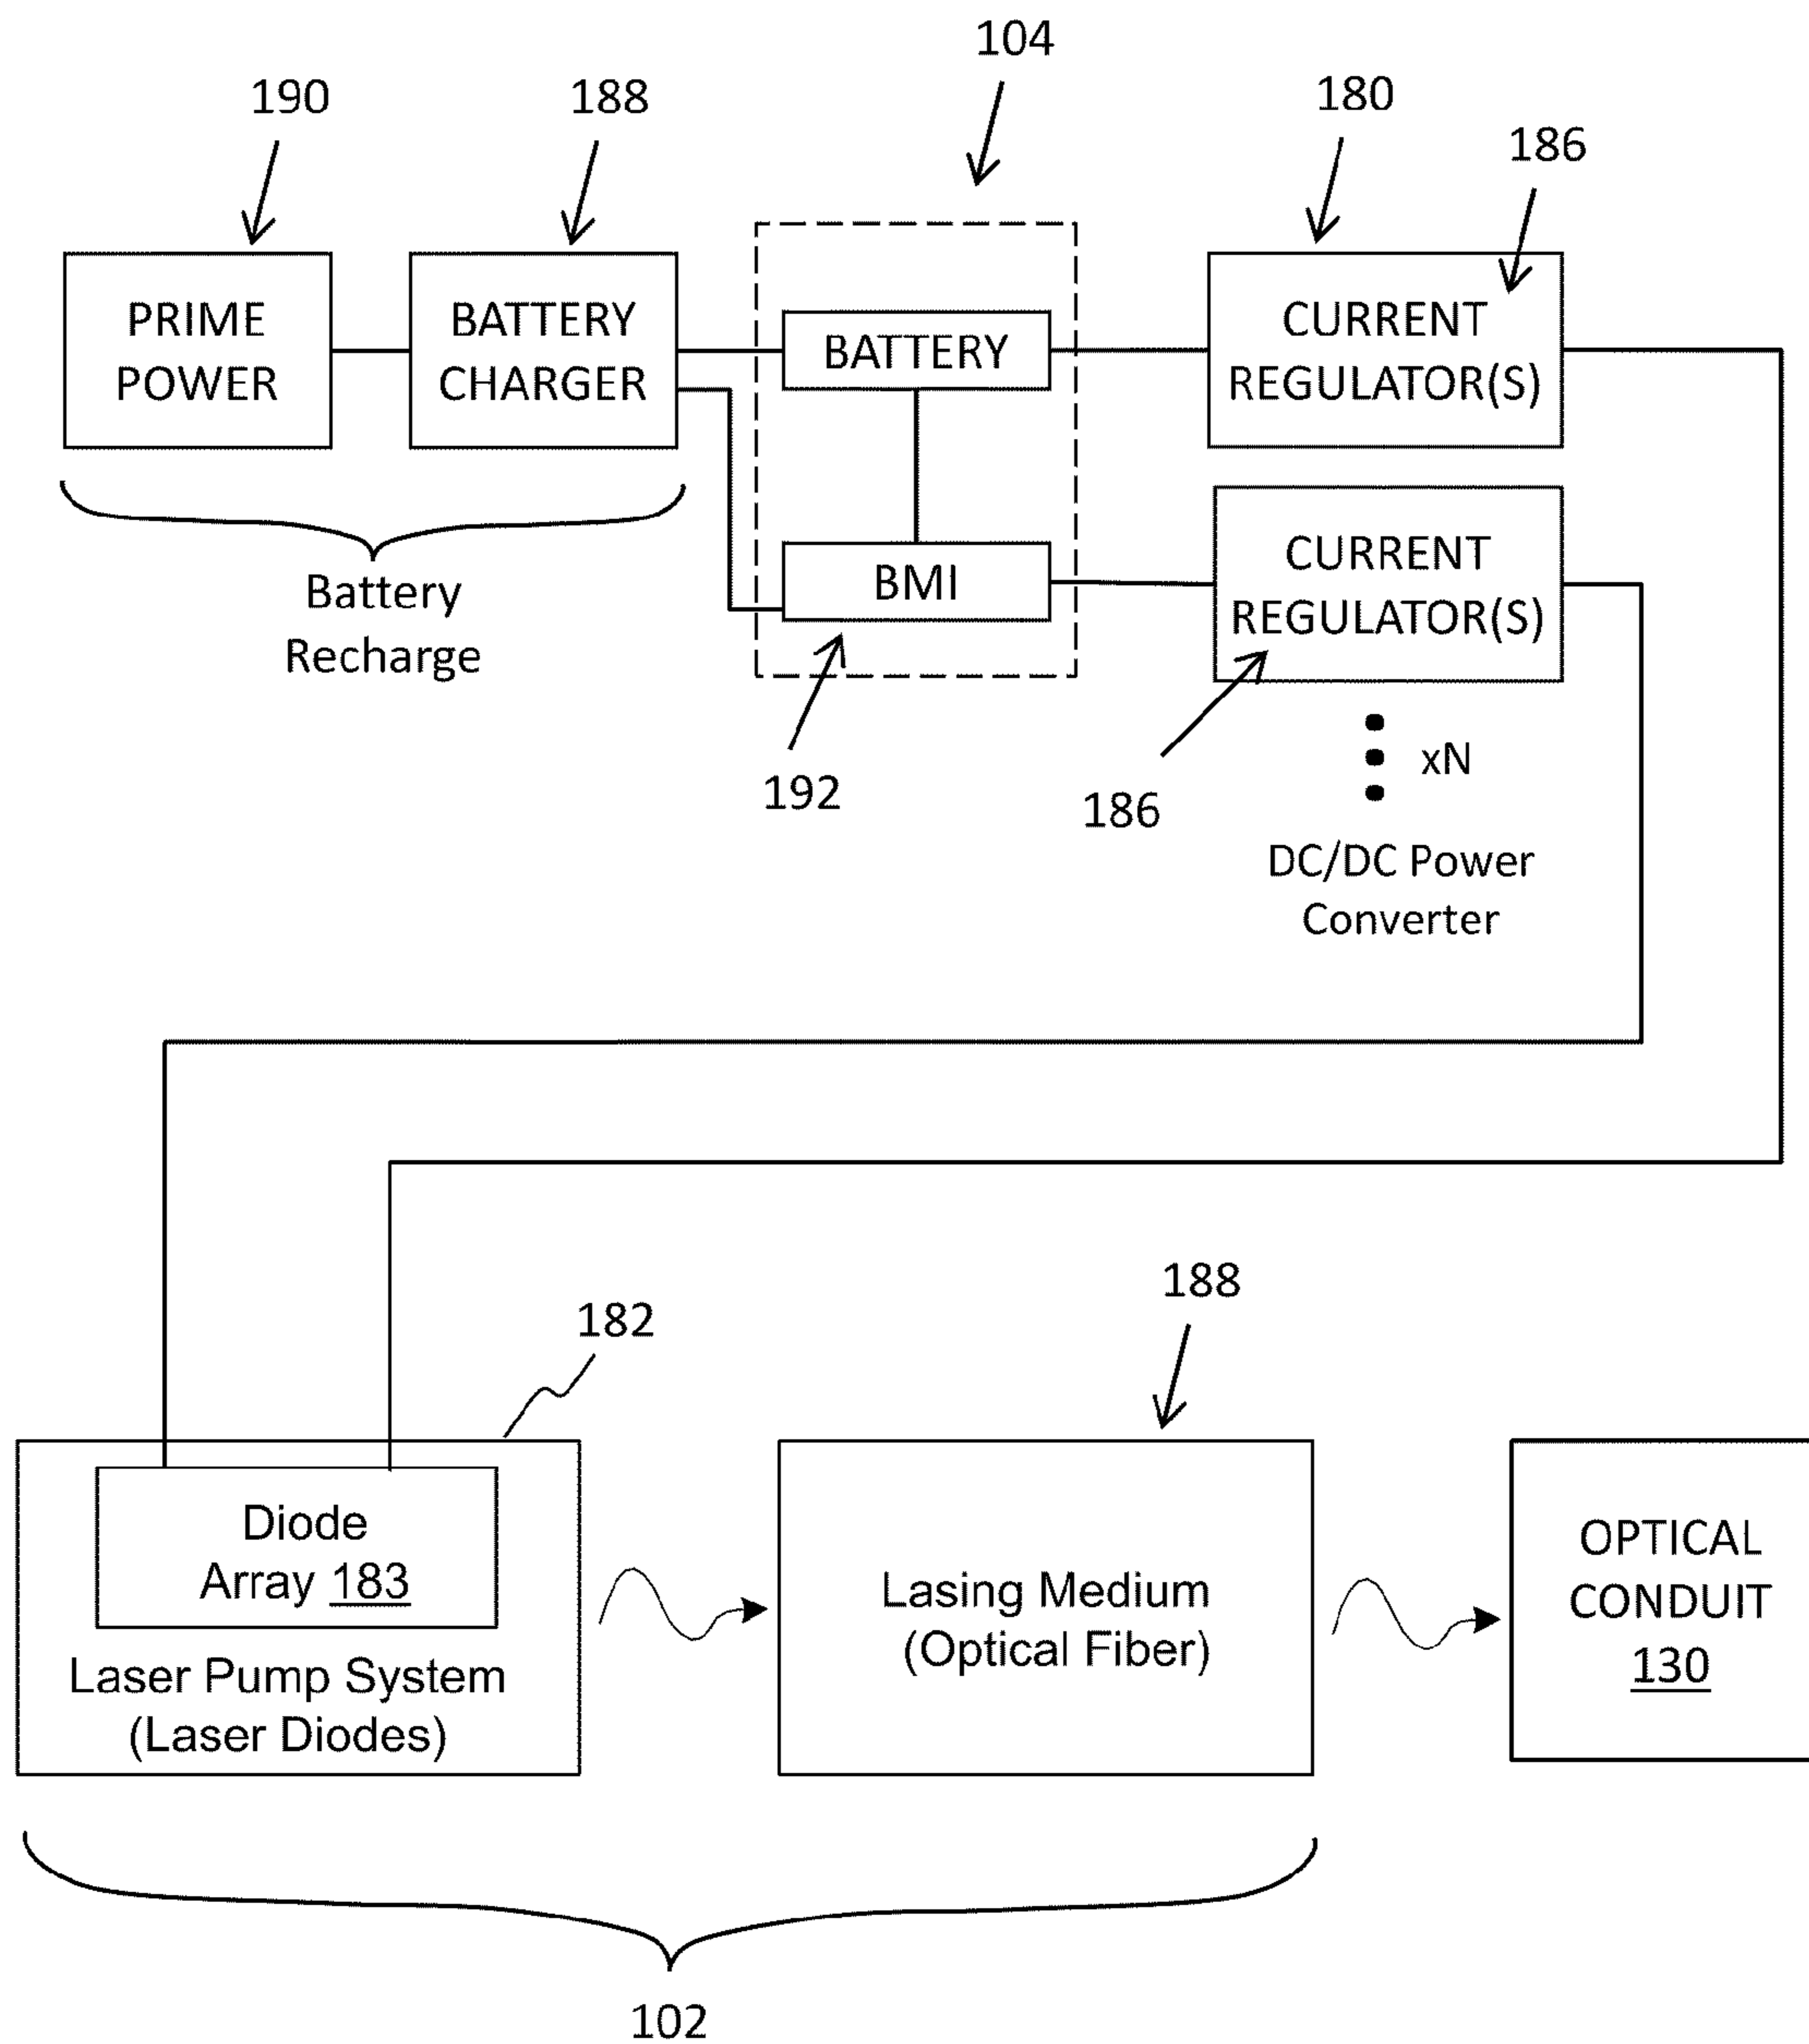 104
190
188
180
186
PRIME
POWER
BATTERY
CHARGER
BATTERY
CURRENT
REGULATOR(S)
BMI
CURRENT
REGULATOR(S)
Battery
Recharge
192
186
xN
DC/DC Power
Converter
182
188
Diode
Array 183
Laser Pump System
(Laser Diodes)
Lasing Medium
(Optical Fiber)
OPTICAL
CONDUIT
130
102